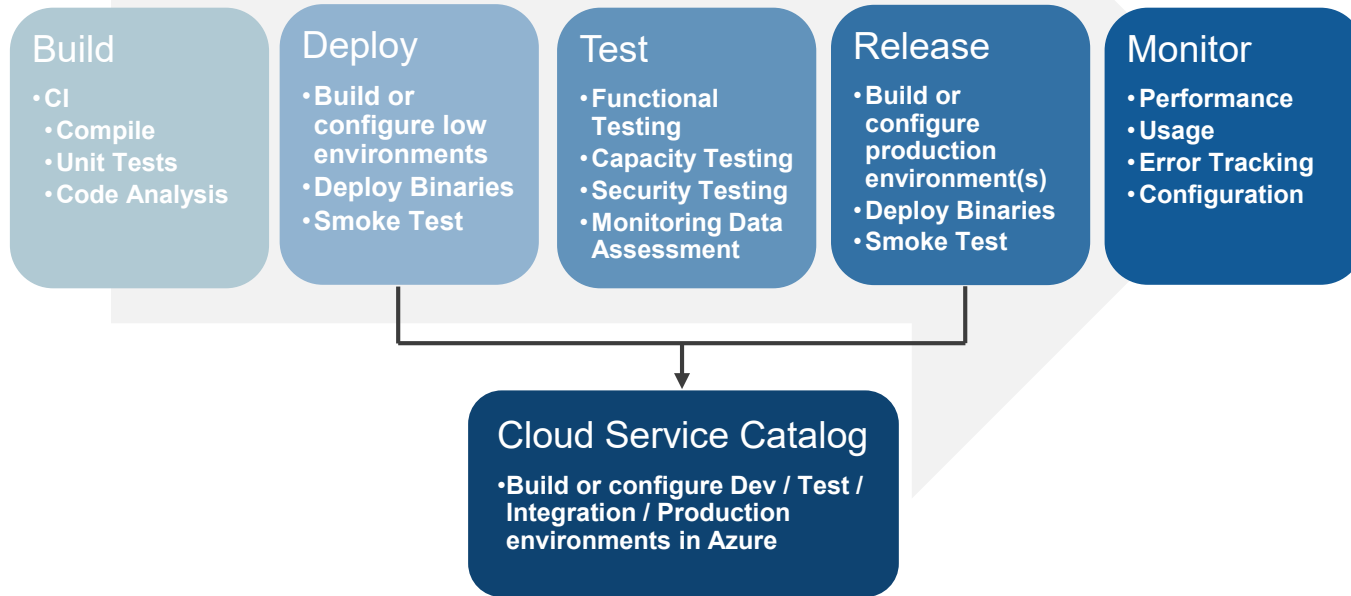 Build
•CI
•Compile
•Unit Tests
•Code Analysis
Deploy
•Build or
configure low
environments
•Deploy Binaries
•Smoke Test
Test
•Functional
Testing
•Capacity Testing
•Security Testing
•Monitoring Data
Assessment
Release
•Build or
configure
production
environment(s)
•Deploy Binaries
•Smoke Test
Monitor
•Performance
•Usage
•Error Tracking
•Configuration
Cloud Service Catalog
•Build or configure Dev / Test /
Integration / Production
environments in Azure